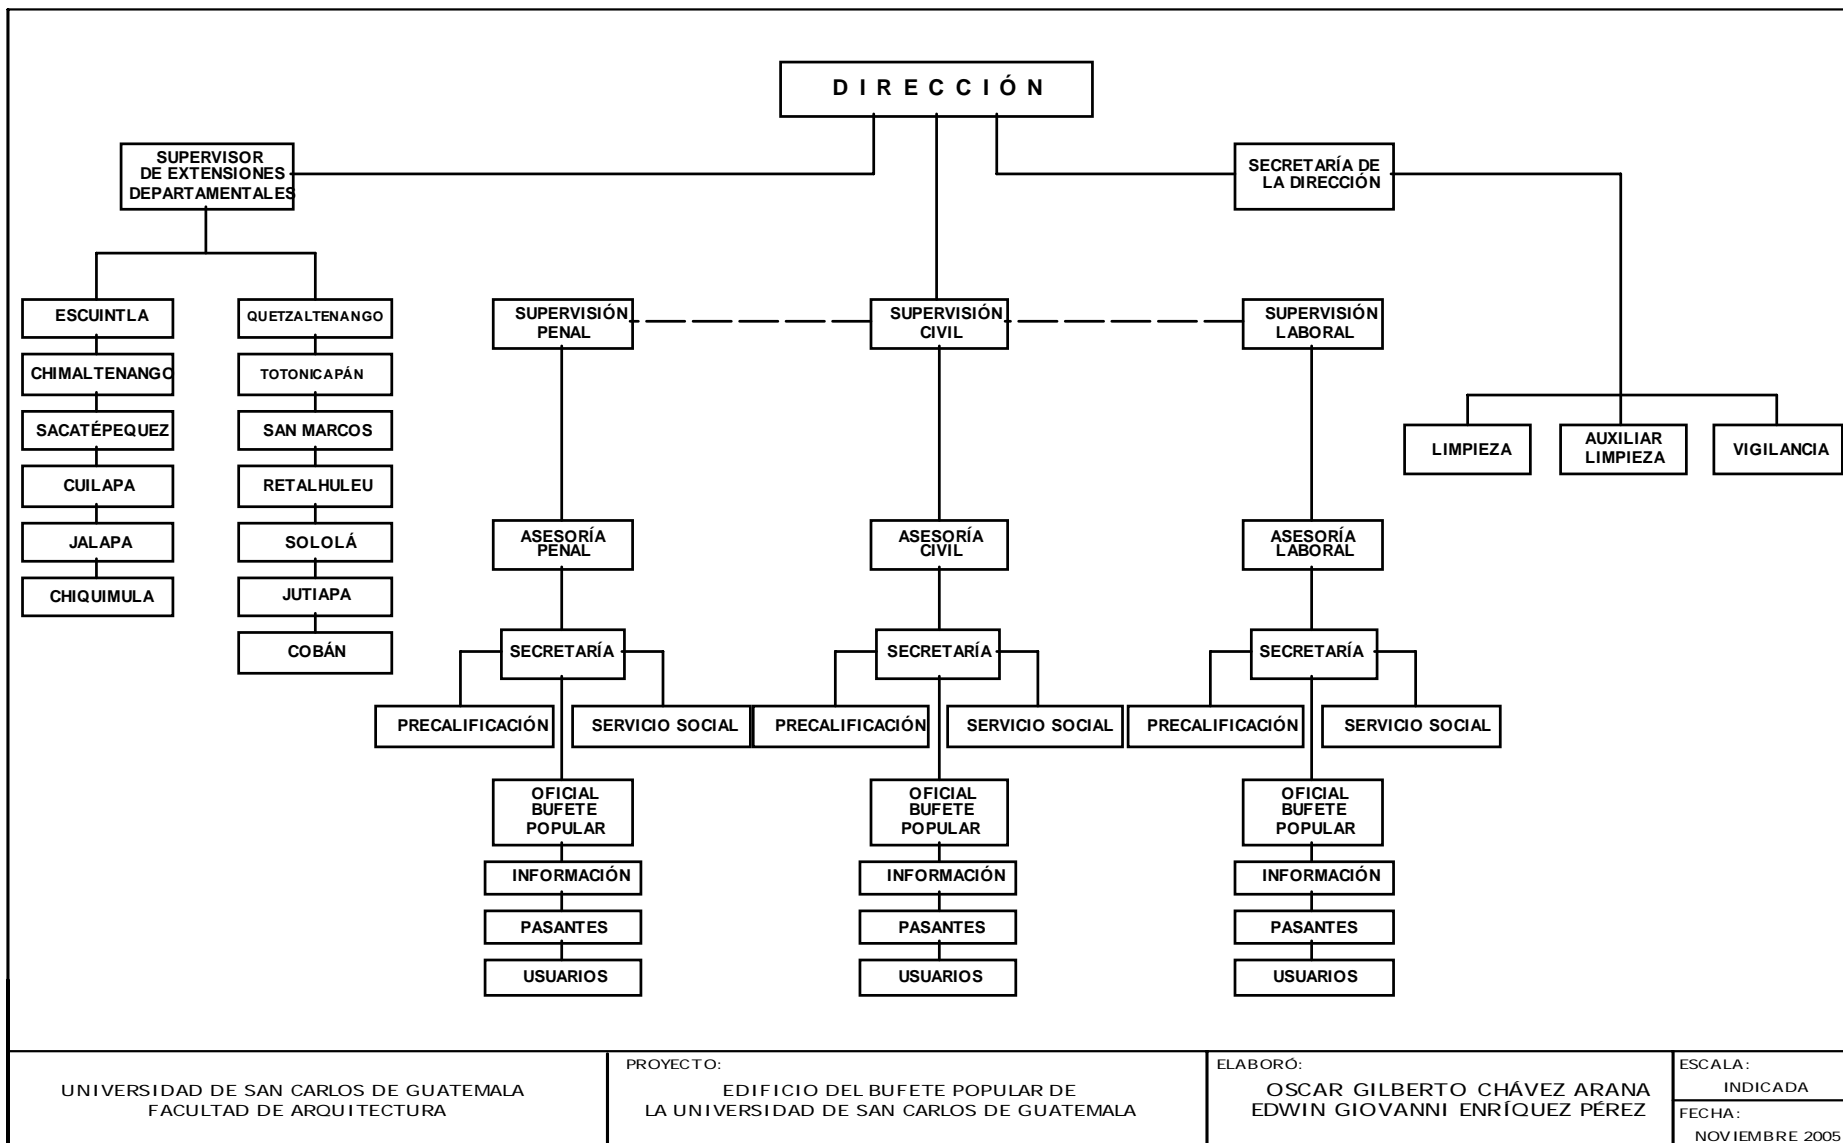 DIRECCIÓN
SUPERVISOR
DE EXTENSIONES
DEPARTAMENTALES
SECRETARÍA DE
LA DIRECCIÓN
ESCUINTLA
CHIMALTENANGO
SACATÉPEQUEZ
CUILAPA
JALAPA
CHIQUIMULA
QUETZALTENANGO
TOTONICAPÁN
SAN MARCOS
RETALHULEU
SOLOLÁ
JUTIAPA
COBÁN
SUPERVISIÓN
PENAL
SUPERVISIÓN
CIVIL
SUPERVISIÓN
LABORAL
LIMPIEZA
AUXILIAR
LIMPIEZA
VIGILANCIA
ASESORÍA
PENAL
ASESORÍA
CIVIL
ASESORÍA
LABORAL
SECRETARÍA
SECRETARÍA
SECRETARÍA
PRECALIFICACIÓN
SERVICIO SOCIAL
PRECALIFICACIÓN
SERVICIO SOCIAL
PRECALIFICACIÓN
SERVICIO SOCIAL
OFICIAL
BUFETE
POPULAR
OFICIAL
BUFETE
POPULAR
OFICIAL
BUFETE
POPULAR
INFORMACIÓN
INFORMACIÓN
INFORMACIÓN
PASANTES
PASANTES
PASANTES
USUARIOS
USUARIOS
USUARIOS
UNIVERSIDAD DE SAN CARLOS DE GUATEMALA
FACULTAD DE ARQUITECTURA
PROYECTO:
EDIFICIO DEL BUFETE POPULAR DE
LA UNIVERSIDAD DE SAN CARLOS DE GUATEMALA
ELABORÓ:
OSCAR GILBERTO CHÁVEZ ARANA
EDWIN GIOVANNI ENRÍQUEZ PÉREZ
ESCALA:
INDICADA
FECHA:
NOVIEMBRE 2005